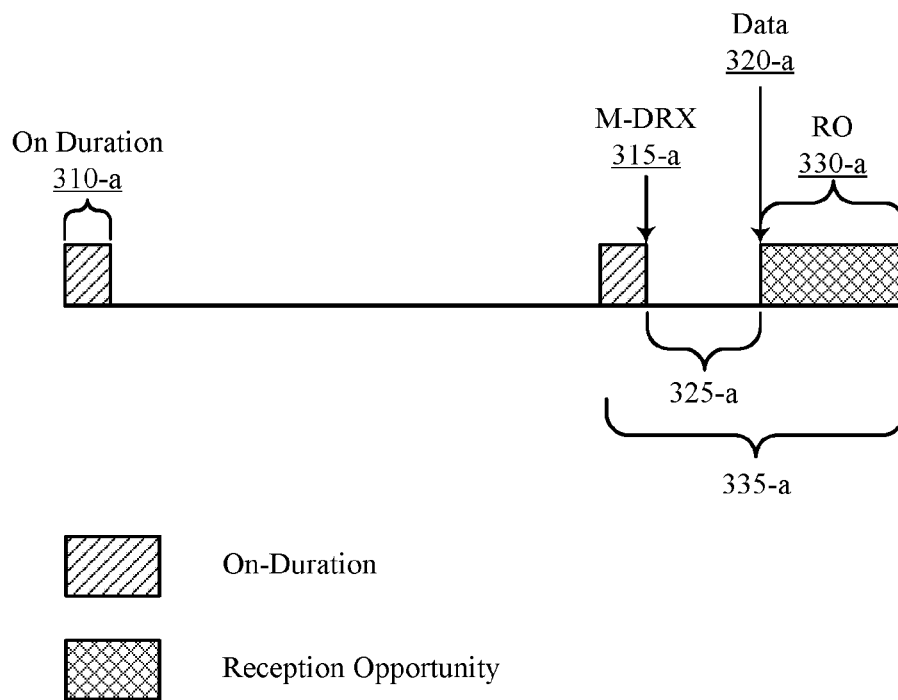 Data
320-a
M-DRX
315-a
RO
330-a
On Duration
310-a
325-a
335-a
On-Duration
Reception Opportunity